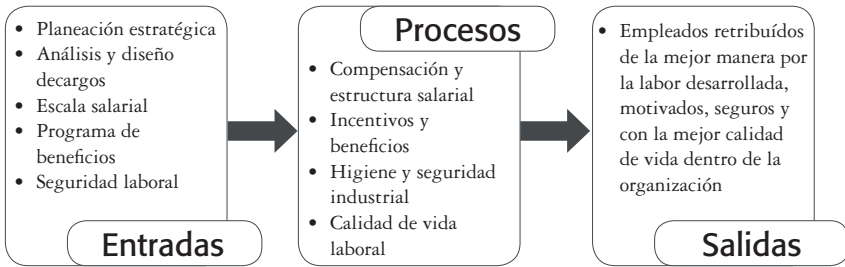 • Planeación estratégica
• Análisis y diseño
decargos
• Escala salarial
• Programa de
beneficios
• Seguridad laboral
Entradas
Procesos
• Compensación y
estructura salarial
• Incentivos y
beneficios
• Higiene y seguridad
industrial
• Calidad de vida
laboral
• Empleados retribuídos
de la mejor manera por
la labor desarrollada,
motivados, seguros y
con la mejor calidad
de vida dentro de la
organización
Salidas